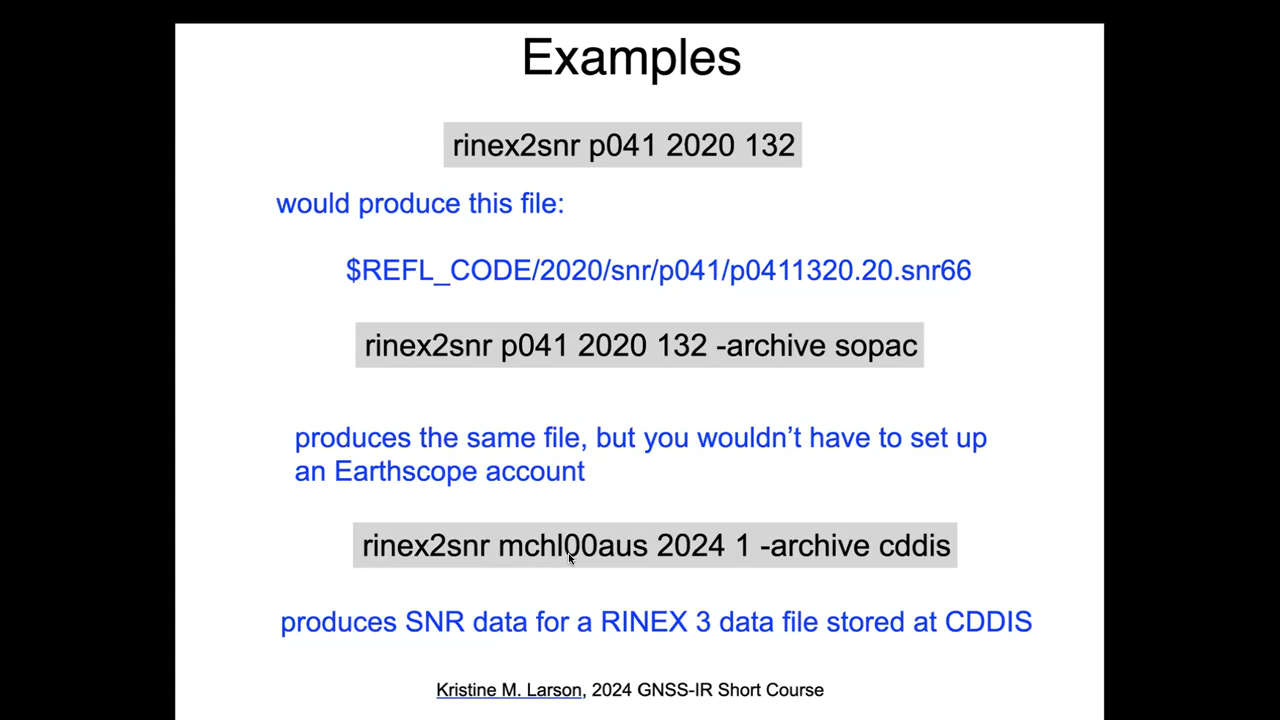 Examples
rinex2snr p041 2020 132
would produce this file:
$REFL_CODE/2020/snr/p041/p0411320.20.snr66
rinex2snr p041 2020 132 -archive sopac
produces the same file, but you wouldn’t have to set up
an Earthscope account
rinex2snr mchl00aus 2024 1 -archive cddis
produces SNR data for a RINEX 3 data file stored at CDDIS
Kristine M. Larson, 2024 GNSS-IR Short Course